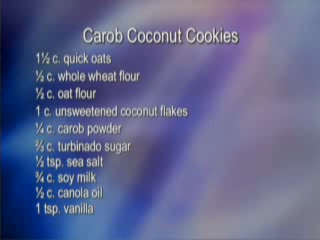 Carob Coconut Cookies
1½ c. quick oats
½ c. whole wheat flour
½ c. oat flour
1 c. unsweetened coconut flakes
¼ c. carob powder
⅔ c. turbinado sugar
½ tsp. sea salt
¾ c. soy milk
½ c. canola oil
1 tsp. vanilla